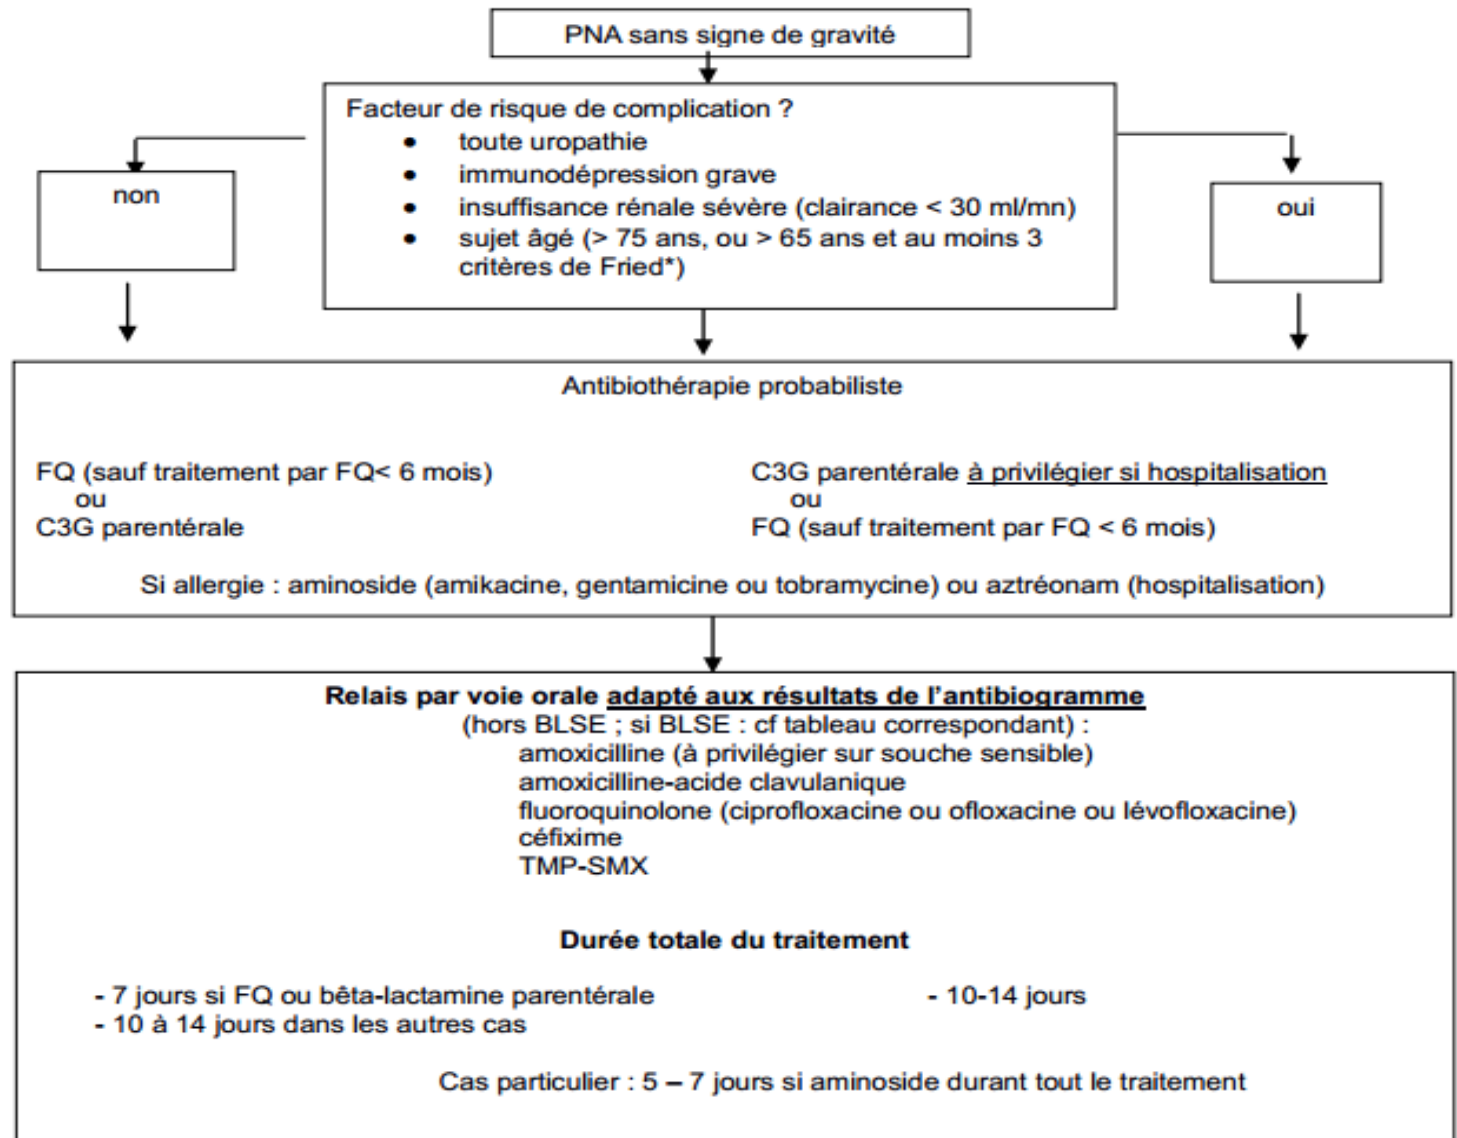 PNA sans signe de gravité
Facteur de risque de complication ?
• toute uropathie
• immunodépression grave
• insuffisance rénale sévère (clairance < 30 ml/mn)
• sujet âgé (> 75 ans, ou > 65 ans et au moins 3
critères de Fried*)
non
oui
Antibiothérapie probabiliste
FQ (sauf traitement par FQ< 6 mois)
ou
C3G parentérale
C3G parentérale à privilégier si hospitalisation
ou
FQ (sauf traitement par FQ < 6 mois)
Si allergie : aminoside (amikacine, gentamicine ou tobramycine) ou aztréonam (hospitalisation)
Relais par voie orale adapté aux résultats de l'antibiogramme
(hors BLSE ; si BLSE : cf tableau correspondant) :
amoxicilline (à privilégier sur souche sensible)
amoxicilline-acide clavulanique
fluoroquinolone (ciprofloxacine ou ofloxacine ou lévofloxacine)
céfixime
TMP-SMX
Durée totale du traitement
- 7 jours si FQ ou bêta-lactamine parentérale
- 10 à 14 jours dans les autres cas
- 10-14 jours
Cas particulier : 5 – 7 jours si aminoside durant tout le traitement